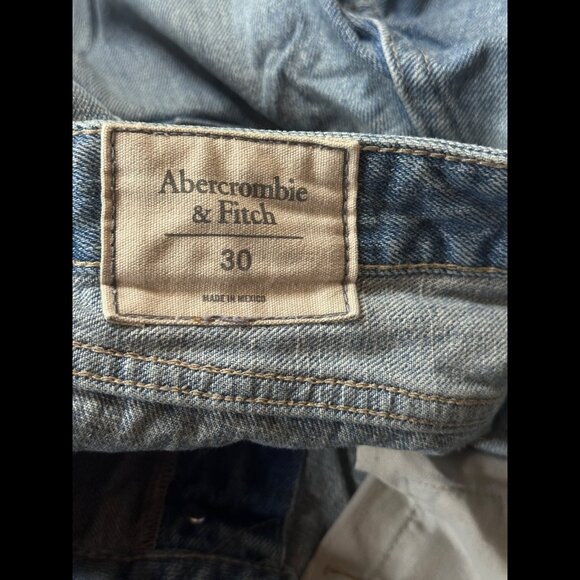 Abercrombie
& Fitch
30
MADE IN MEXICO